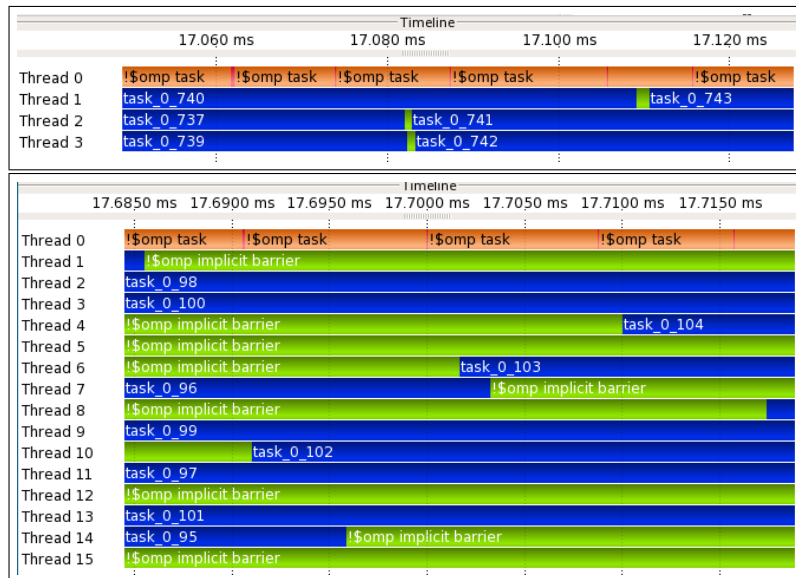 Timeline
17.060 ms 17.080 ms 17.100 ms 17.120 ms
Thread 0 !$omp task !$omp task !$omp task !$omp task !$omp task
Thread 1 task_0_740 task_0_743
Thread 2 task_0_737 task_0_741
Thread 3 task_0_739 task_0_742
Timeline
17.6850 ms 17.6900 ms 17.6950 ms 17.7000 ms 17.7050 ms 17.7100 ms 17.7150 ms
Thread 0 !$omp task !$omp task !$omp task !$omp task
Thread 1 !$omp implicit barrier
Thread 2 task_0_98
Thread 3 task_0_100
Thread 4 !$omp implicit barrier task_0_104
Thread 5 !$omp implicit barrier
Thread 6 !$omp implicit barrier task_0_103
Thread 7 task_0_96 !$omp implicit barrier
Thread 8 !$omp implicit barrier
Thread 9 task_0_99
Thread 10 task_0_102
Thread 11 task_0_97
Thread 12 !$omp implicit barrier
Thread 13 task_0_101
Thread 14 task_0_95 !$omp implicit barrier
Thread 15 !$omp implicit barrier